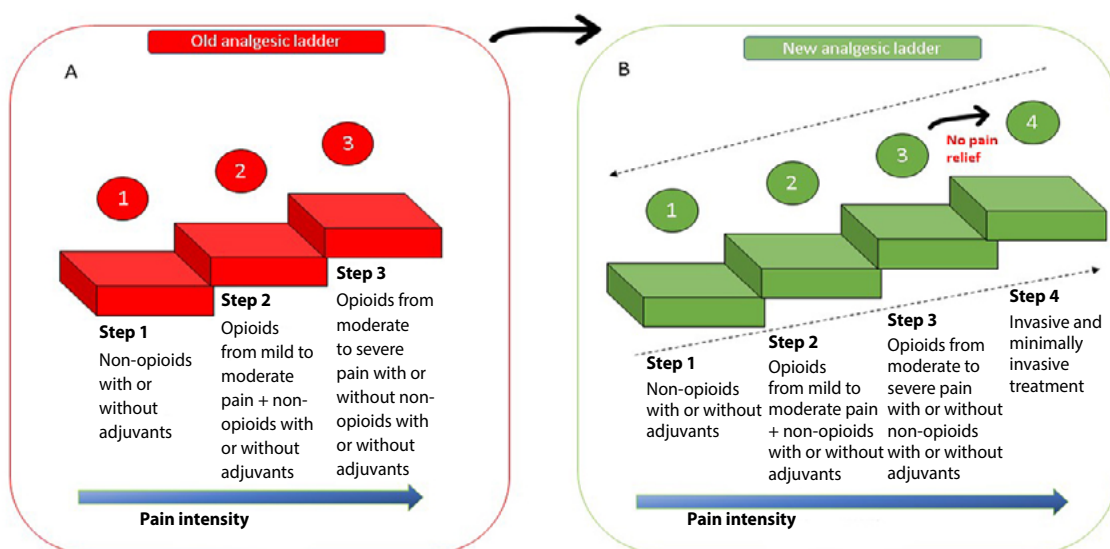 Old analgesic ladder
A
1
2
3
Step 1
Non-opioids
with or
without
adjuvants
Step 2
Opioids
from mild to
moderate
pain + non-
opioids with
or without
adjuvants
Step 3
Opioids from
moderate
to severe
pain with or
without non-
opioids with
or without
adjuvants
Pain intensity
New analgesic ladder
B
1
2
3
4
No pain
relief
Step 1
Non-opioids
with or without
adjuvants
Step 2
Opioids
from mild to
moderate pain
+ non-opioids
with or without
adjuvants
Step 3
Opioids from
moderate to
severe pain
with or without
non-opioids
with or without
adjuvants
Step 4
Invasive and
minimally
invasive
treatment
Pain intensity